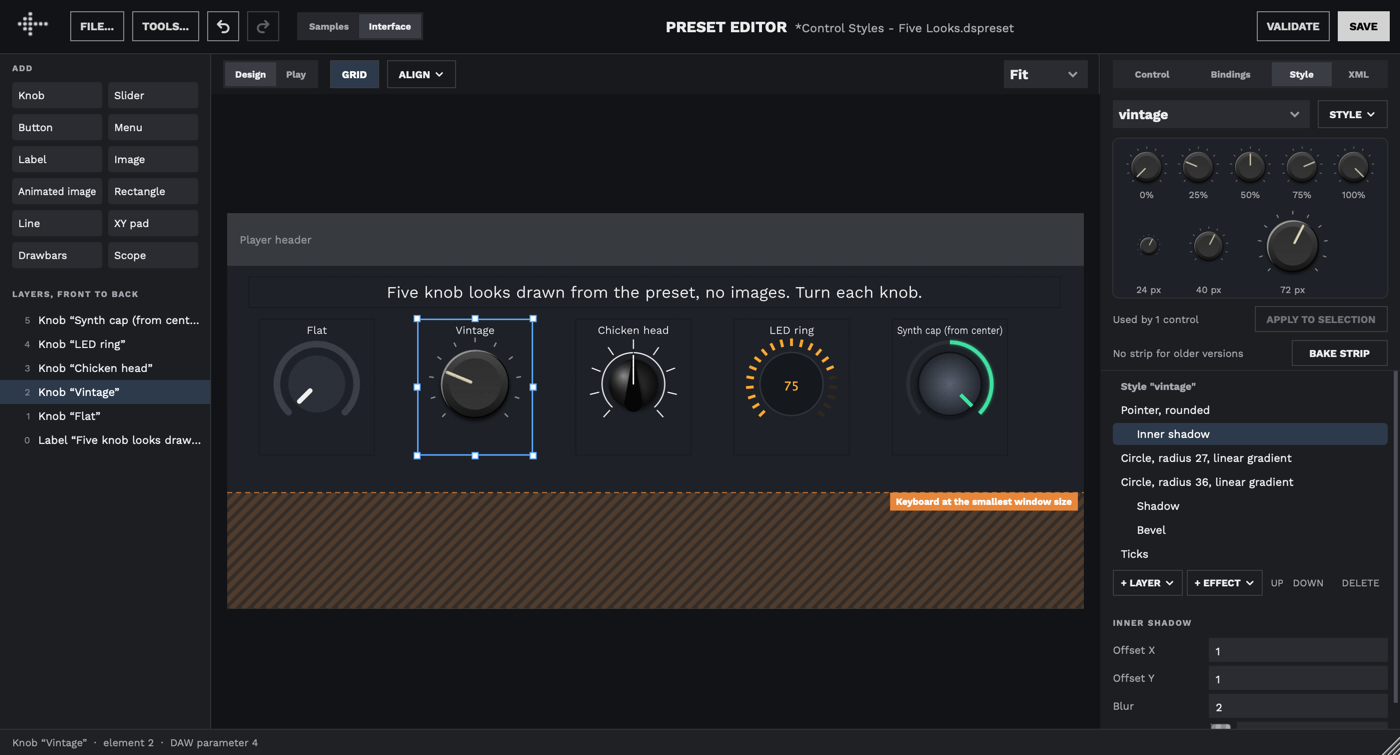 FILE...
TOOLS...
Samples
Interface
PRESET EDITOR *Control Styles - Five Looks.dspreset
VALIDATE
SAVE
ADD
Knob
Slider
Button
Menu
Label
Image
Animated image
Rectangle
Line
XY pad
Drawbars
Scope
LAYERS, FRONT TO BACK
5 Knob “Synth cap (from cent...
4 Knob “LED ring”
3 Knob “Chicken head”
2 Knob “Vintage”
1 Knob “Flat”
0 Label “Five knob looks draw...
Design
Play
GRID
ALIGN
Fit
Player header
Five knob looks drawn from the preset, no images. Turn each knob.
Flat
Vintage
Chicken head
LED ring
Synth cap (from center)
75
Keyboard at the smallest window size
Control
Bindings
Style
XML
vintage
STYLE
0%
25%
50%
75%
100%
24 px
40 px
72 px
Used by 1 control
APPLY TO SELECTION
No strip for older versions
BAKE STRIP
Style "vintage"
Pointer, rounded
Inner shadow
Circle, radius 27, linear gradient
Circle, radius 36, linear gradient
Shadow
Bevel
Ticks
+ LAYER
+ EFFECT
UP
DOWN
DELETE
INNER SHADOW
Offset X
1
Offset Y
1
Blur
2
Knob “Vintage” · element 2 · DAW parameter 4